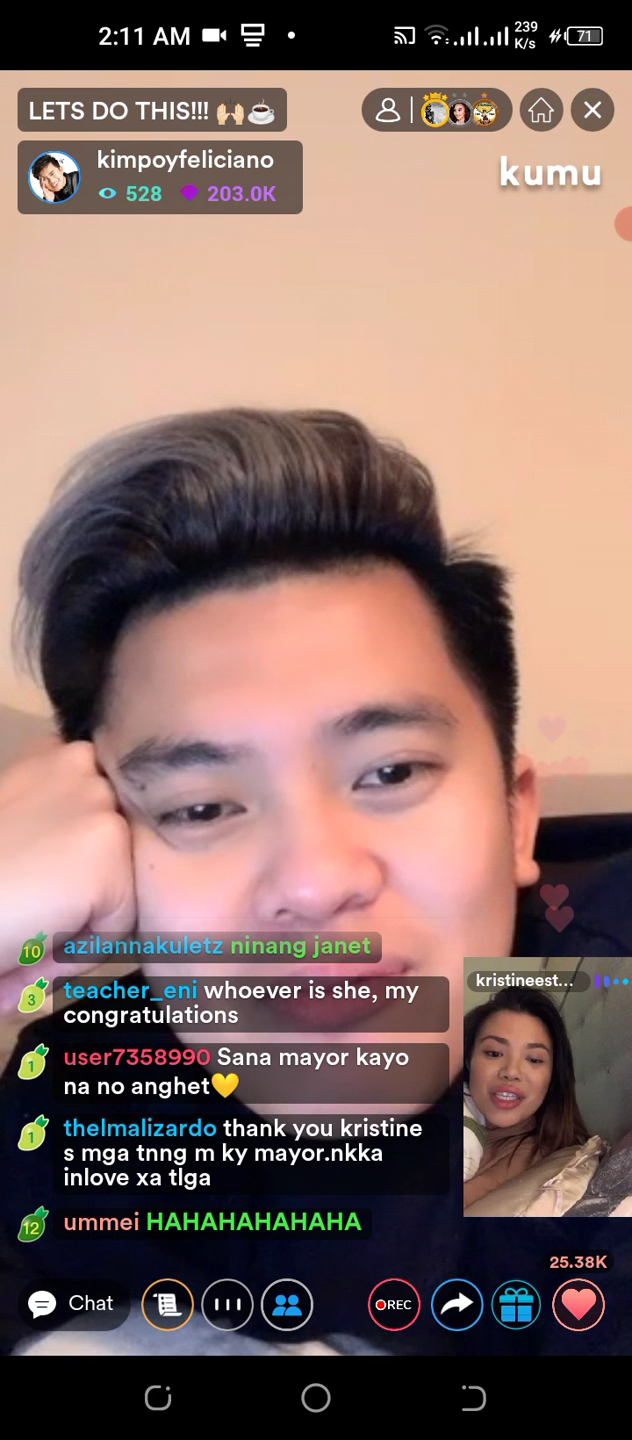 2:11 AM
239
K/s
71
LETS DO THIS!!! 🙌🏻☕
kimpoyfeliciano
528 203.0K
kumu
10 azilannakuletz ninang janet
3 teacher_eni whoever is she, my
congratulations
1 user7358990 Sana mayor kayo
na no anghet💛
1 thelmalizardo thank you kristine
s mga tnng m ky mayor.nkka
inlove xa tlga
12 ummei HAHAHAHAHAHA
kristineest...
25.38K
Chat
REC